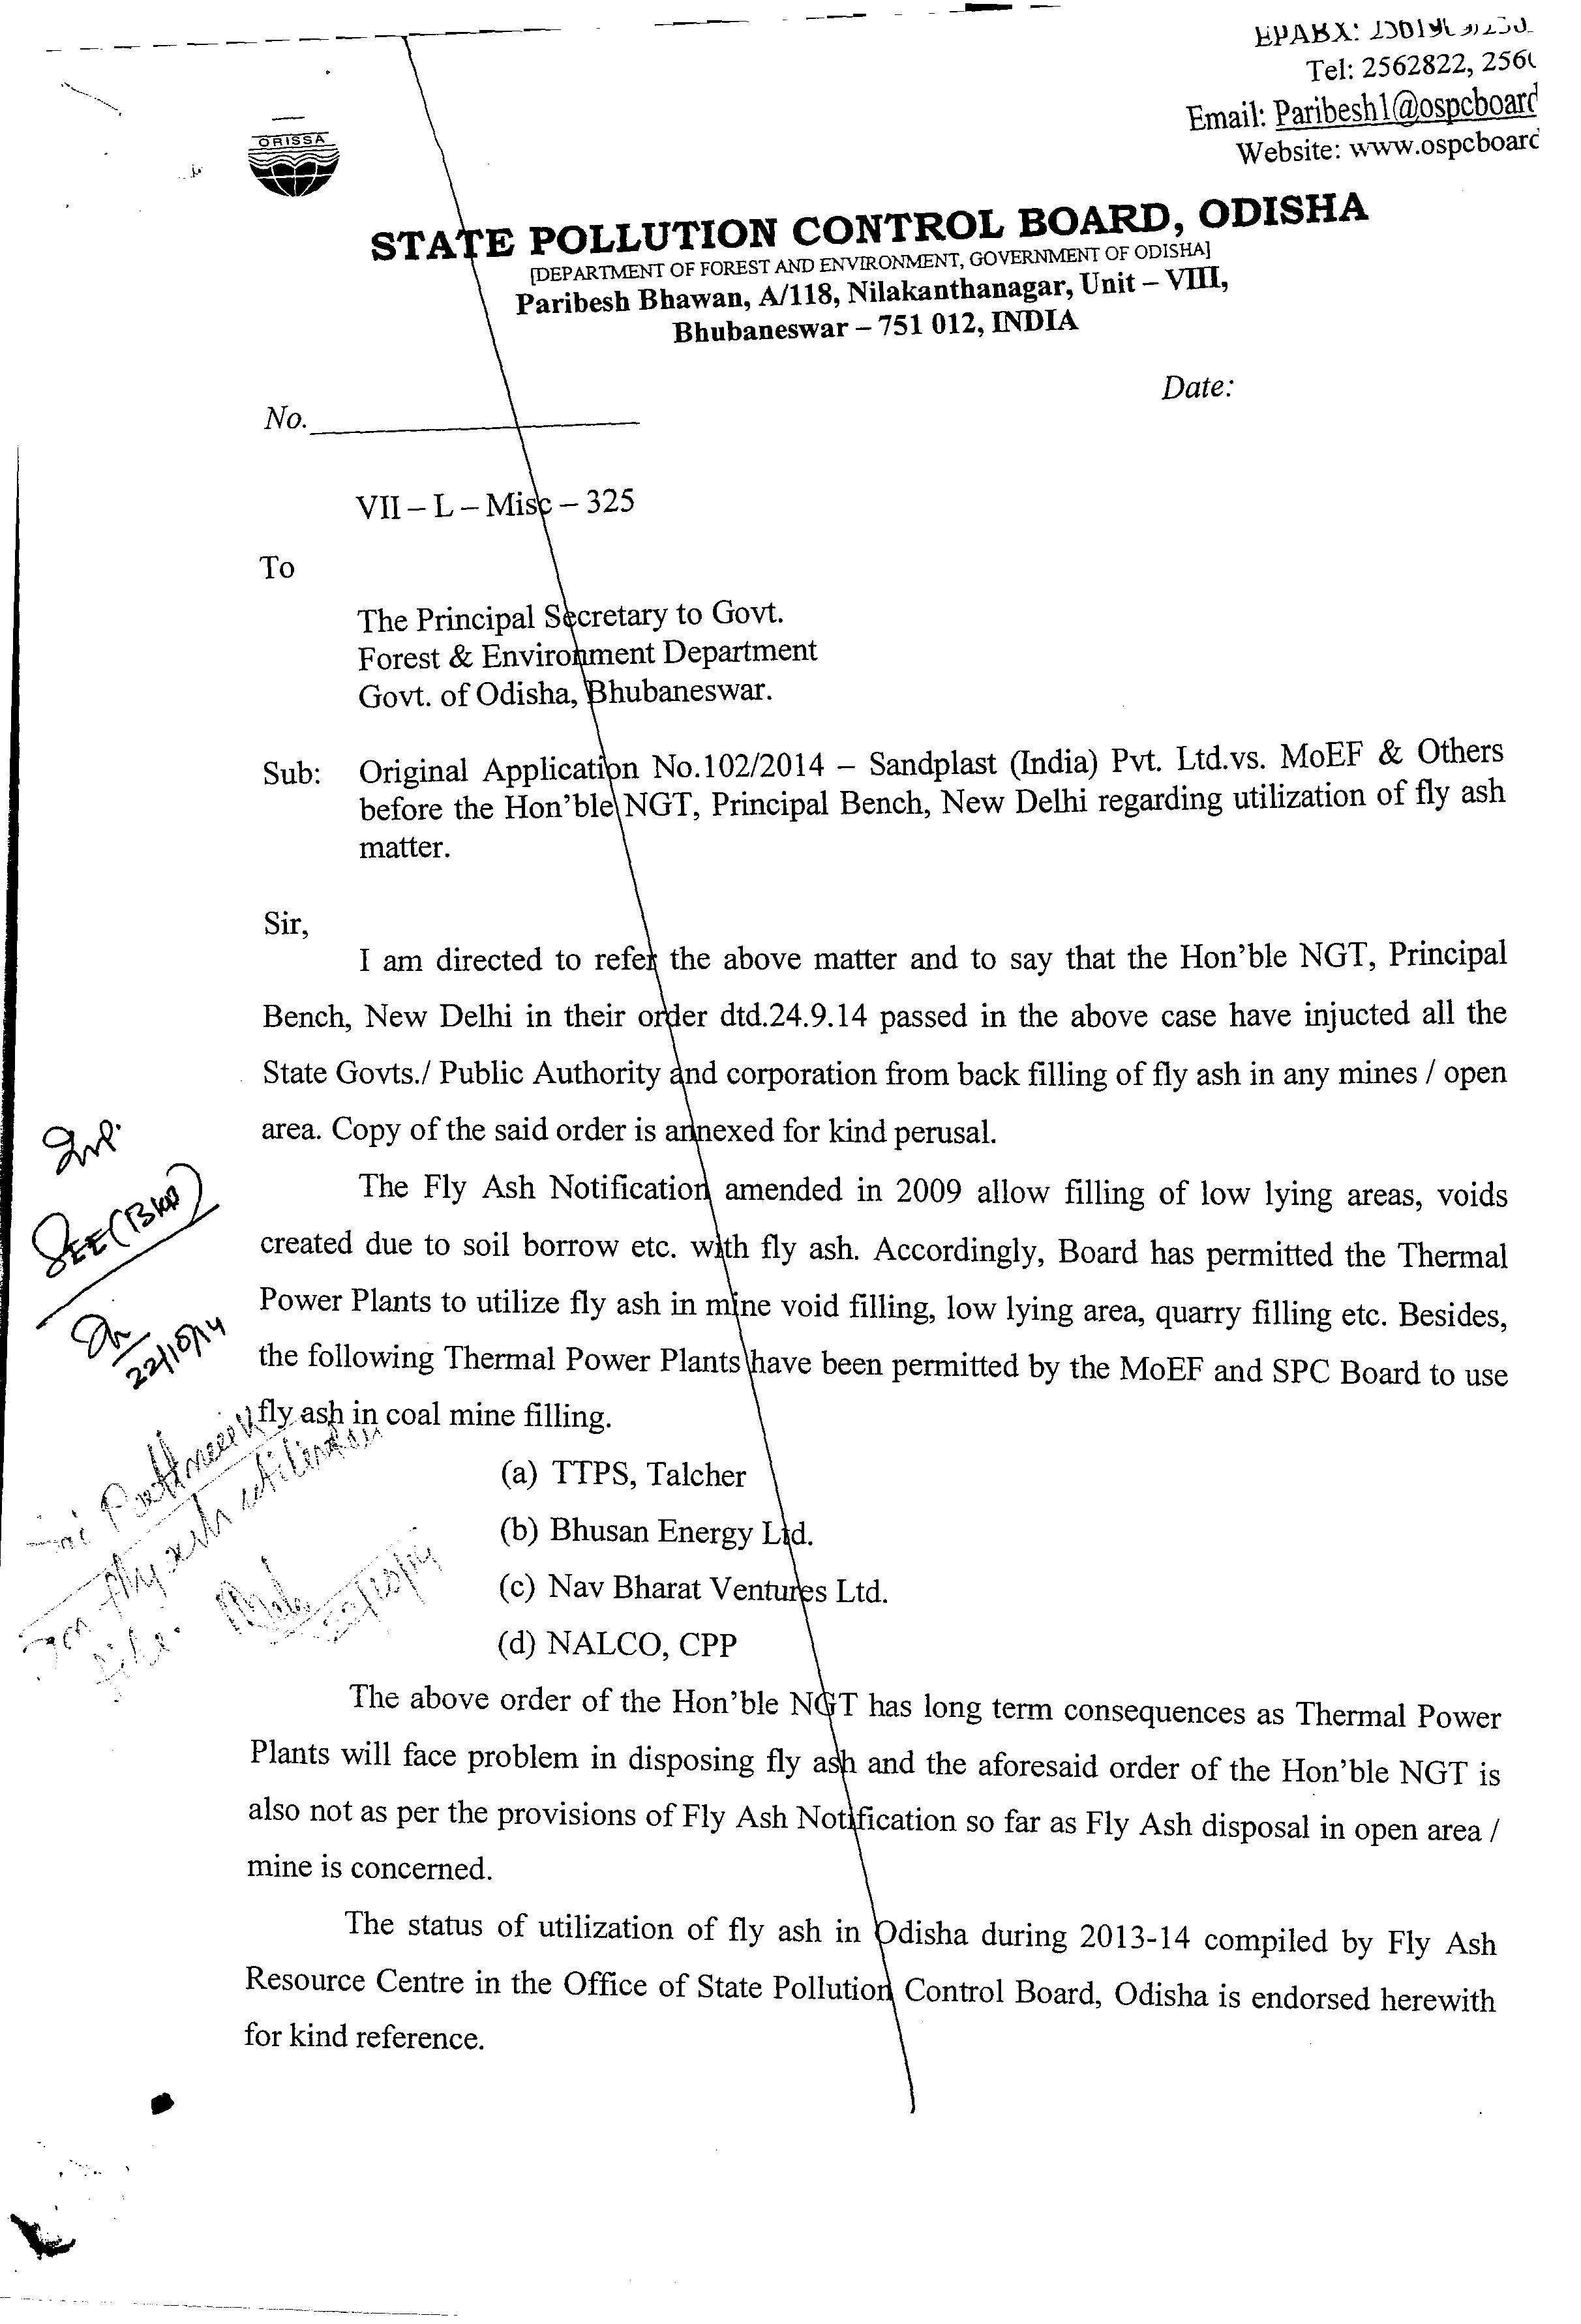 Tel: 2562822, 256
Email: Paribesh1@ospcboard
Website: www.ospcboard
ORISSA
STATE POLLUTION CONTROL BOARD, ODISHA
[DEPARTMENT OF FOREST AND ENVIRONMENT, GOVERNMENT OF ODISHA]
Paribesh Bhawan, A/118, Nilakanthanagar, Unit – VIII,
Bhubaneswar – 751 012, INDIA
No.
Date:
VII – L – Misc – 325
To
The Principal Secretary to Govt.
Forest & Environment Department
Govt. of Odisha, Bhubaneswar.
Sub: Original Application No.102/2014 – Sandplast (India) Pvt. Ltd.vs. MoEF & Others
before the Hon'ble NGT, Principal Bench, New Delhi regarding utilization of fly ash
matter.
Sir,
I am directed to refer the above matter and to say that the Hon'ble NGT, Principal
Bench, New Delhi in their order dtd.24.9.14 passed in the above case have injucted all the
State Govts./ Public Authority and corporation from back filling of fly ash in any mines / open
area. Copy of the said order is annexed for kind perusal.
The Fly Ash Notification amended in 2009 allow filling of low lying areas, voids
created due to soil borrow etc. with fly ash. Accordingly, Board has permitted the Thermal
Power Plants to utilize fly ash in mine void filling, low lying area, quarry filling etc. Besides,
the following Thermal Power Plants have been permitted by the MoEF and SPC Board to use
fly ash in coal mine filling.
(a) TTPS, Talcher
(b) Bhusan Energy Ltd.
(c) Nav Bharat Ventures Ltd.
(d) NALCO, CPP
The above order of the Hon'ble NGT has long term consequences as Thermal Power
Plants will face problem in disposing fly ash and the aforesaid order of the Hon'ble NGT is
also not as per the provisions of Fly Ash Notification so far as Fly Ash disposal in open area /
mine is concerned.
The status of utilization of fly ash in Odisha during 2013-14 compiled by Fly Ash
Resource Centre in the Office of State Pollution Control Board, Odisha is endorsed herewith
for kind reference.
22/10/14
fly ash utilization
file.
22/10/14